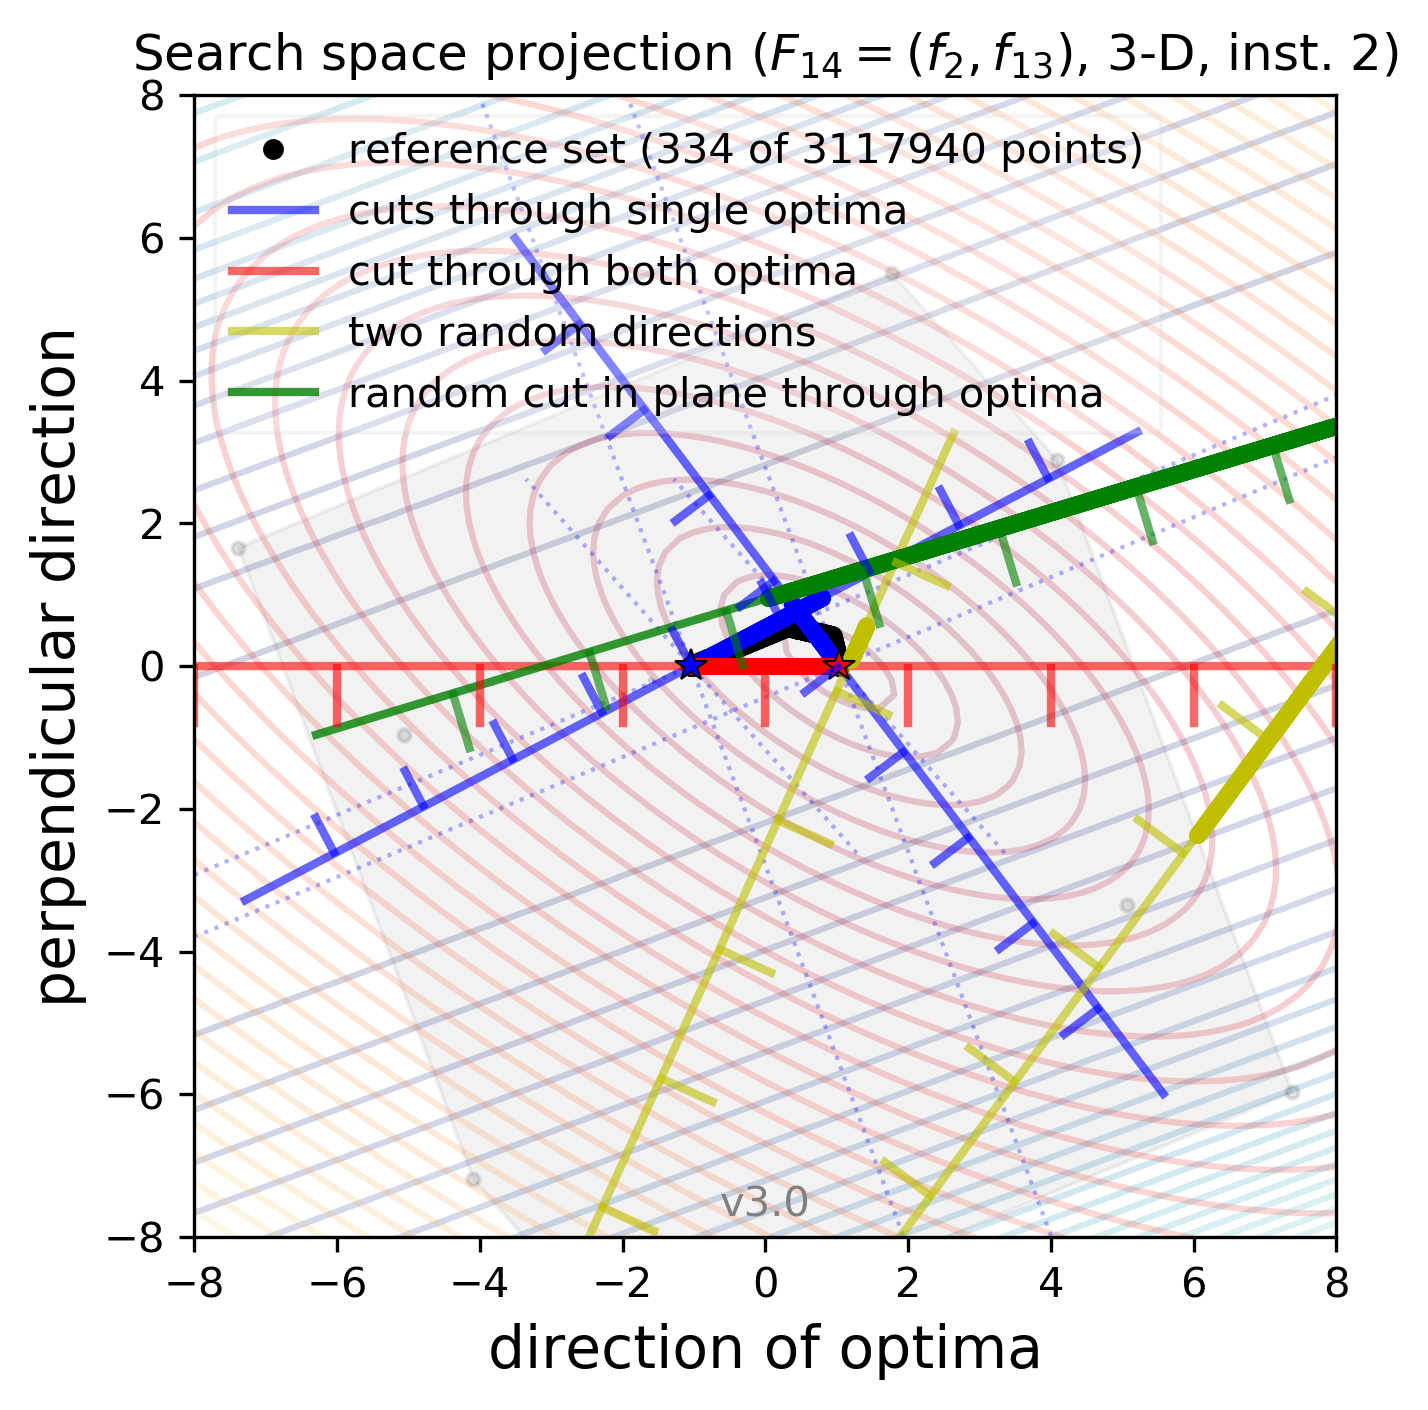 Search space projection (F₁₄ = (f₂, f₁₃), 3-D, inst. 2)
8
6
4
2
0
−2
−4
−6
−8
perpendicular direction
reference set (334 of 3117940 points)
cuts through single optima
cut through both optima
two random directions
random cut in plane through optima
v3.0
−8 −6 −4 −2 0 2 4 6 8
direction of optima